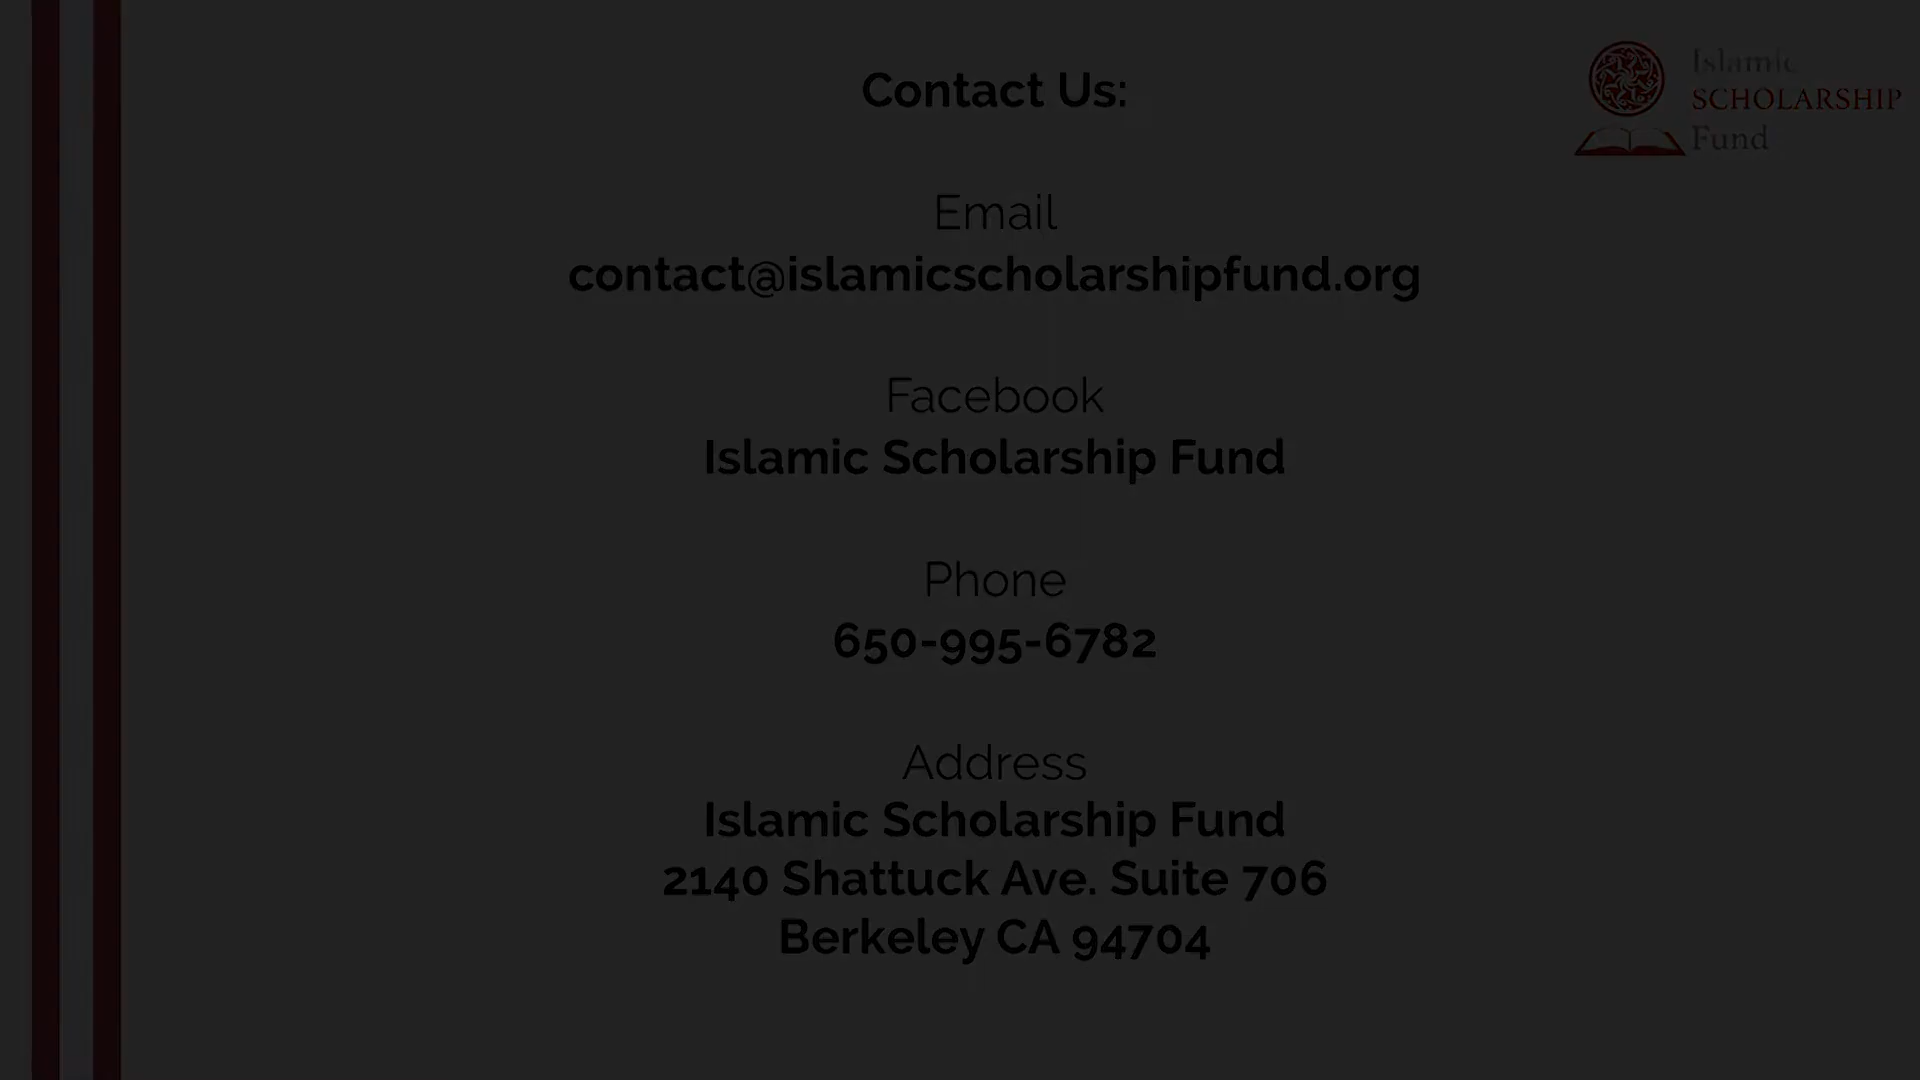 Contact Us:
Islamic
SCHOLARSHIP
Fund
Email
contact@islamicscholarshipfund.org
Facebook
Islamic Scholarship Fund
Phone
650-995-6782
Address
Islamic Scholarship Fund
2140 Shattuck Ave. Suite 706
Berkeley CA 94704